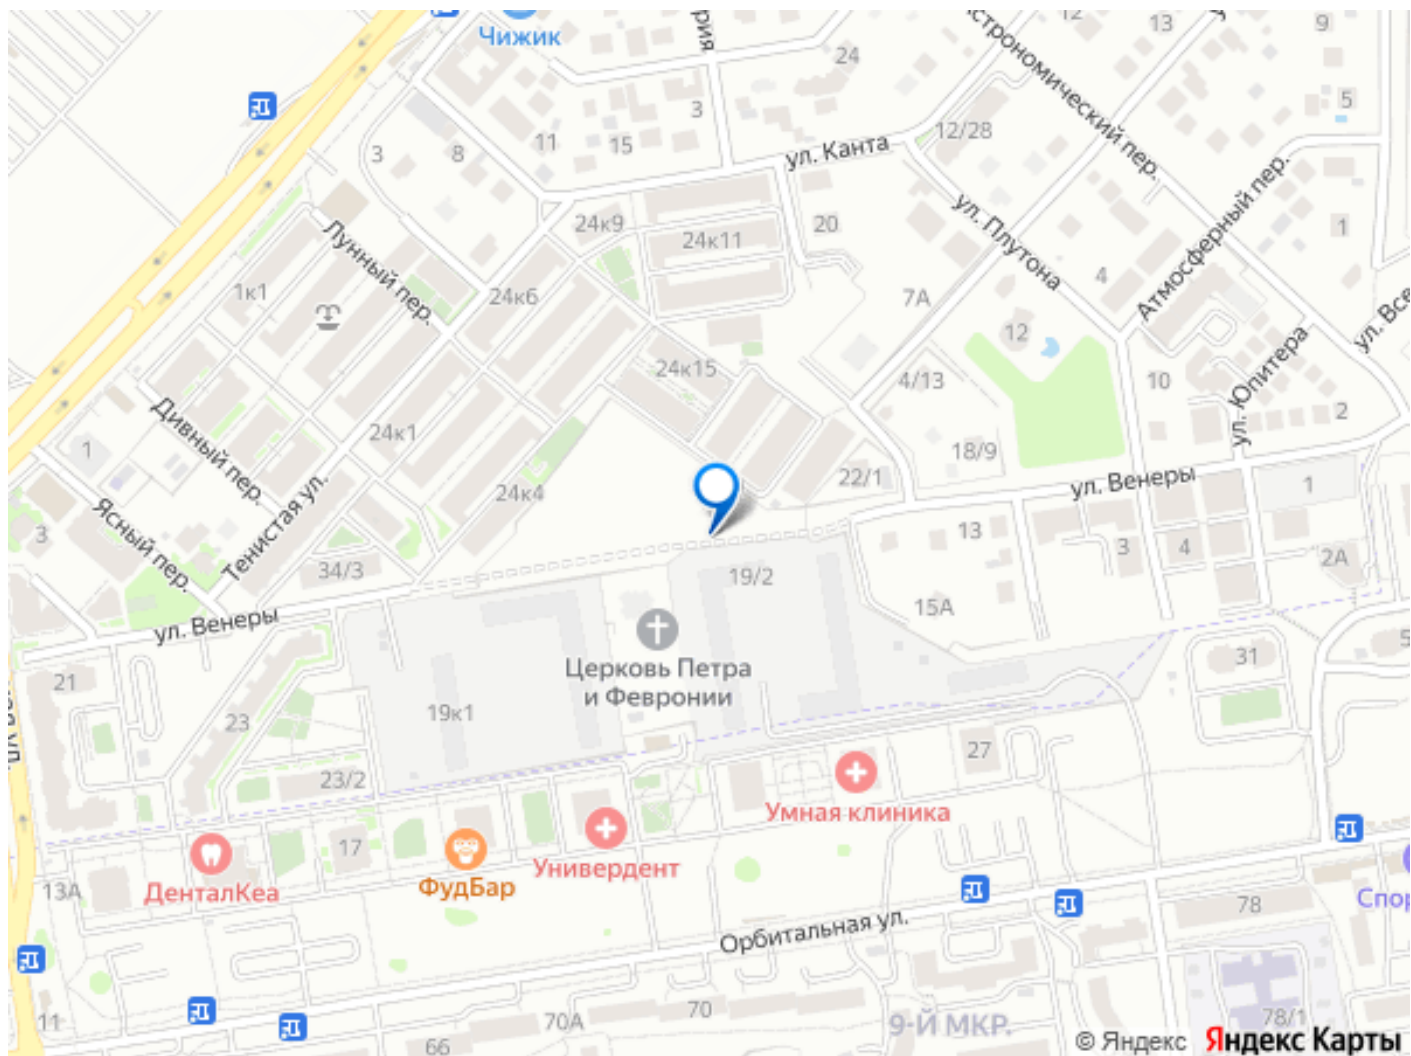 Чижик
12
13
9
24
3
5
12/28
11
15
8
3
ул. Канта
Астрономический пер.
ул. Плутона
Атмосферный пер.
24к9
24к11
20
1
Лунный пер.
1к1
24к6
7А
4
12
ул. Юпитера
24к15
4/13
10
2
Дивный пер.
24к1
1
18/9
22/1
24к4
ул. Венеры
1
Ясный пер.
3
Тенистая ул.
13
3
4
2А
34/3
19/2
15А
ул. Венеры
Церковь Петра
и Февронии
31
5
21
23
19к1
27
23/2
Умная клиника
17
Универдент
ФудБар
ДенталКеа
13А
78
Орбитальная ул.
70
70А
66
11
9-Й МКР.
78/1
© Яндекс
Яндекс Карты